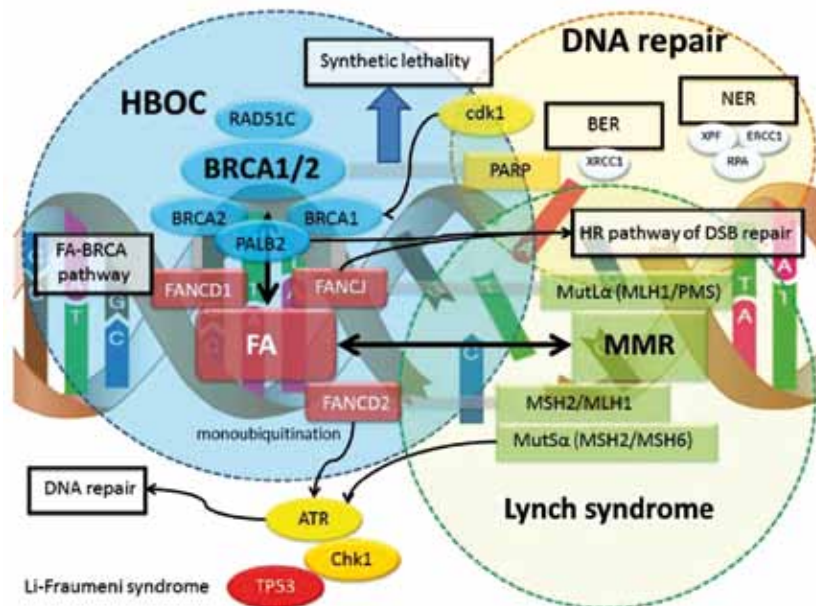 DNA repair
Synthetic lethality
HBOC
NER
cdk1
BER
RAD51C
XPF
ERCC1
XRCC1
RPA
BRCA1/2
PARP
BRCA2
BRCA1
PALB2
HR pathway of DSB repair
FA-BRCA
pathway
FANCD1
FANCJ
MutLα (MLH1/PMS)
FA
MMR
FANCD2
MSH2/MLH1
monoubiquitination
MutSα (MSH2/MSH6)
DNA repair
ATR
Lynch syndrome
Chk1
Li-Fraumeni syndrome
TP53
G
T
C
C
T
A
T
A